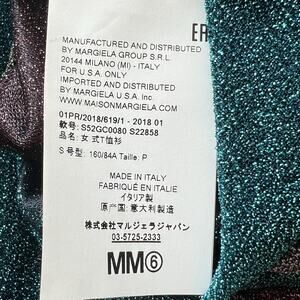 EAC
MANUFACTURED AND DISTRIBUTED
BY MARGIELA GROUP S.R.L.
20144 MILANO (MI) - ITALY
FOR U.S.A. ONLY
IMPORTED AND DISTRIBUTED
BY MARGIELA U.S.A. Inc
WWW.MAISONMARGIELA.COM
01PR/2018/619/1 - 2018 01
款号: S52GC0080 S22858
品名: 女式T恤衫
S 号型: 160/84A Taille: P
MADE IN ITALY
FABRIQUÉ EN ITALIE
イタリア製
原产国: 意大利製造
株式会社マルジェラジャパン
03-5725-2333
MM⑥